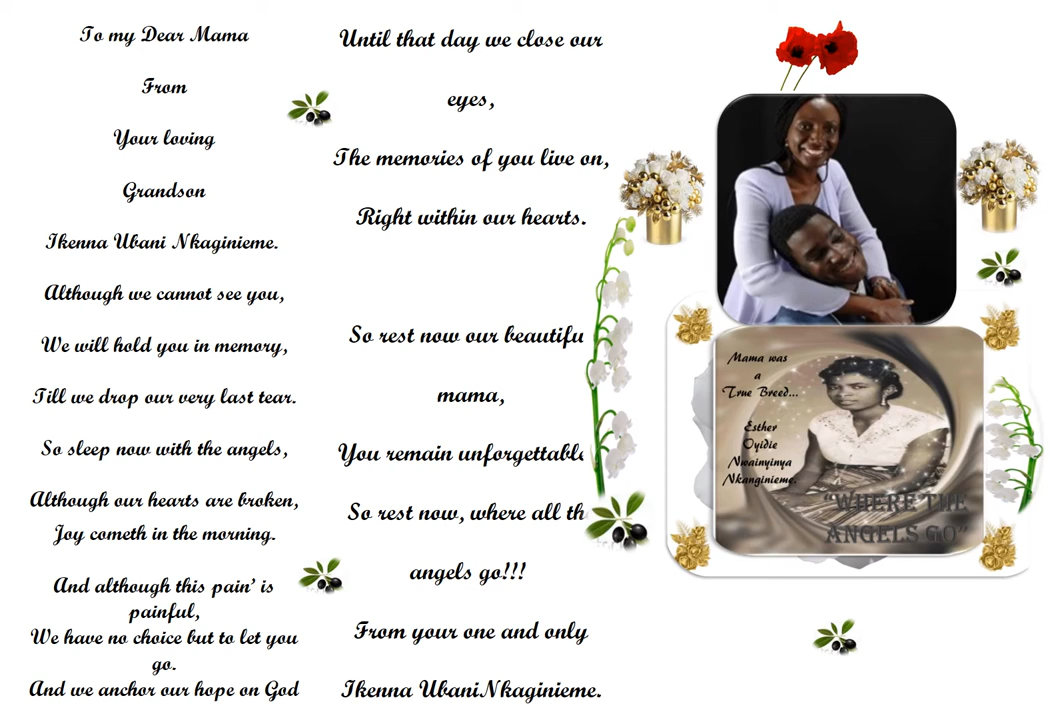 To my Dear Mama
From
Your loving
Grandson
Ikenna Ubani Nkaginieme.
Although we cannot see you,
We will hold you in memory,
Till we drop our very last tear.
So sleep now with the angels,
Although our hearts are broken,
Joy cometh in the morning.
And although this pain' is
painful,
We have no choice but to let you
go.
And we anchor our hope on God
Until that day we close our
eyes,
The memories of you live on,
Right within our hearts.
So rest now our beautifu
mama,
You remain unforgettable
So rest now, where all th
angels go!!!
From your one and only
Ikenna UbaniNkaginieme.
Mama was
a
True Breed...
Esther
Oyidie
Nwainyinya
Nkanginieme.
"WHERE THE
ANGELS GO"